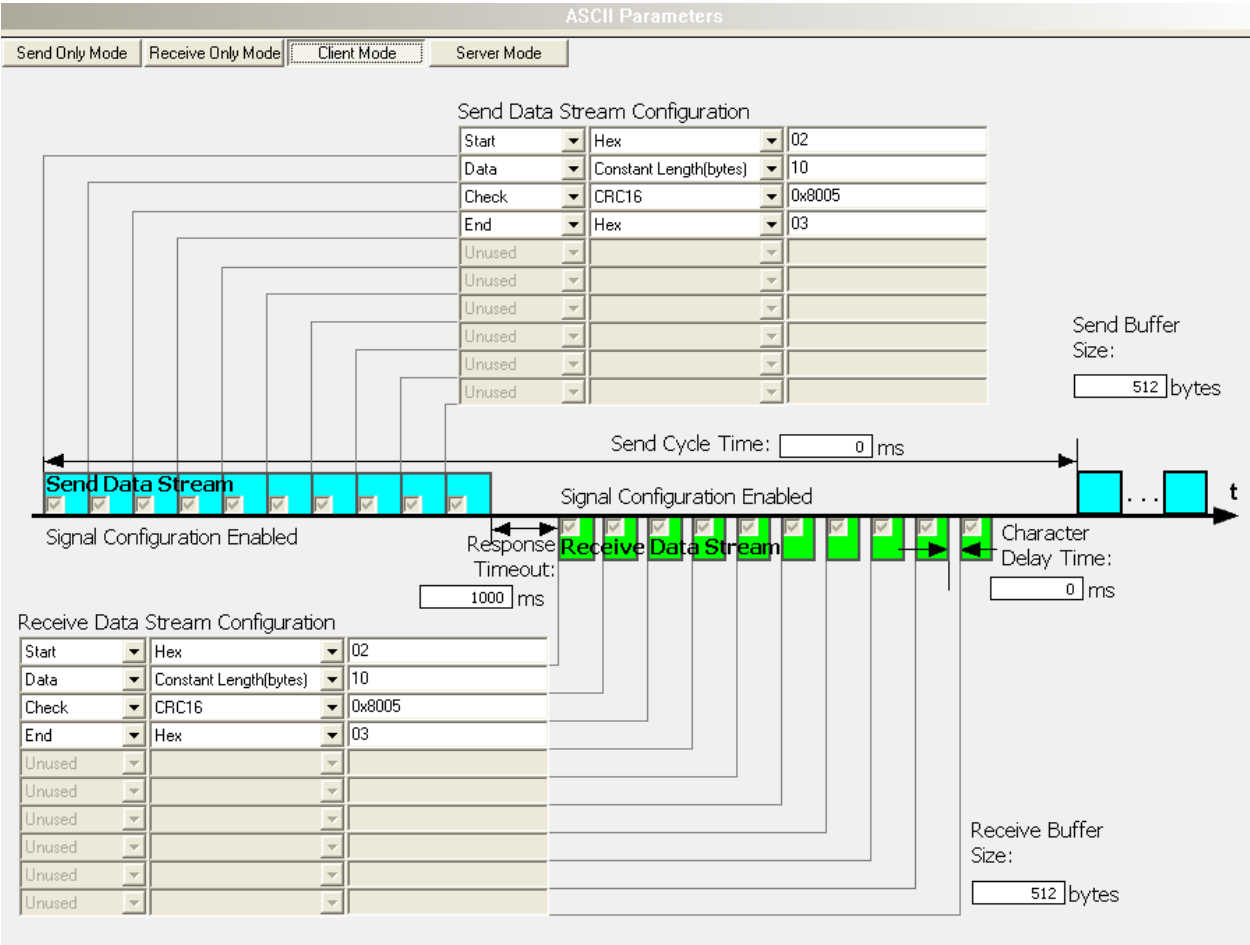 ASCII Parameters
Send Only Mode Receive Only Mode Client Mode Server Mode
Send Data Stream Configuration
Start Hex 02
Data Constant Length(bytes) 10
Check CRC16 0x8005
End Hex 03
Unused
Unused
Unused
Unused
Unused
Unused
Send Buffer
Size:
512 bytes
Send Cycle Time: 0 ms
Send Data Stream
Signal Configuration Enabled
Signal Configuration Enabled
... t
Response
Timeout:
1000 ms
Receive Data Stream
Character
Delay Time:
0 ms
Receive Data Stream Configuration
Start Hex 02
Data Constant Length(bytes) 10
Check CRC16 0x8005
End Hex 03
Unused
Unused
Unused
Unused
Unused
Unused
Receive Buffer
Size:
512 bytes